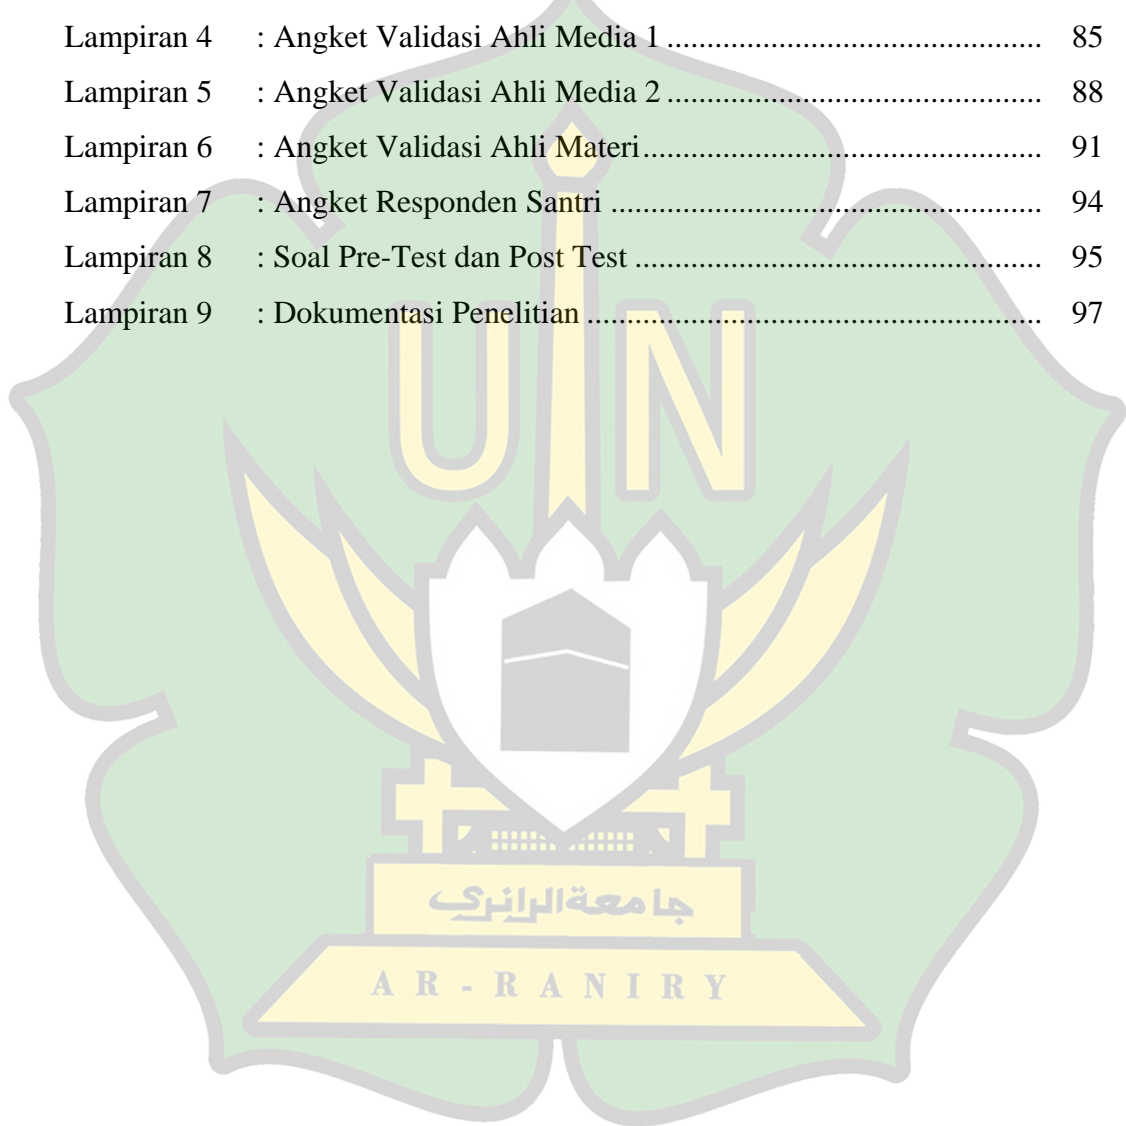 Lampiran 4 : Angket Validasi Ahli Media 1 ............................................... 85
Lampiran 5 : Angket Validasi Ahli Media 2 ............................................... 88
Lampiran 6 : Angket Validasi Ahli Materi.................................................. 91
Lampiran 7 : Angket Responden Santri ...................................................... 94
Lampiran 8 : Soal Pre-Test dan Post Test ................................................... 95
Lampiran 9 : Dokumentasi Penelitian ......................................................... 97
UIN
جامعة الرانري
AR-RANIRY